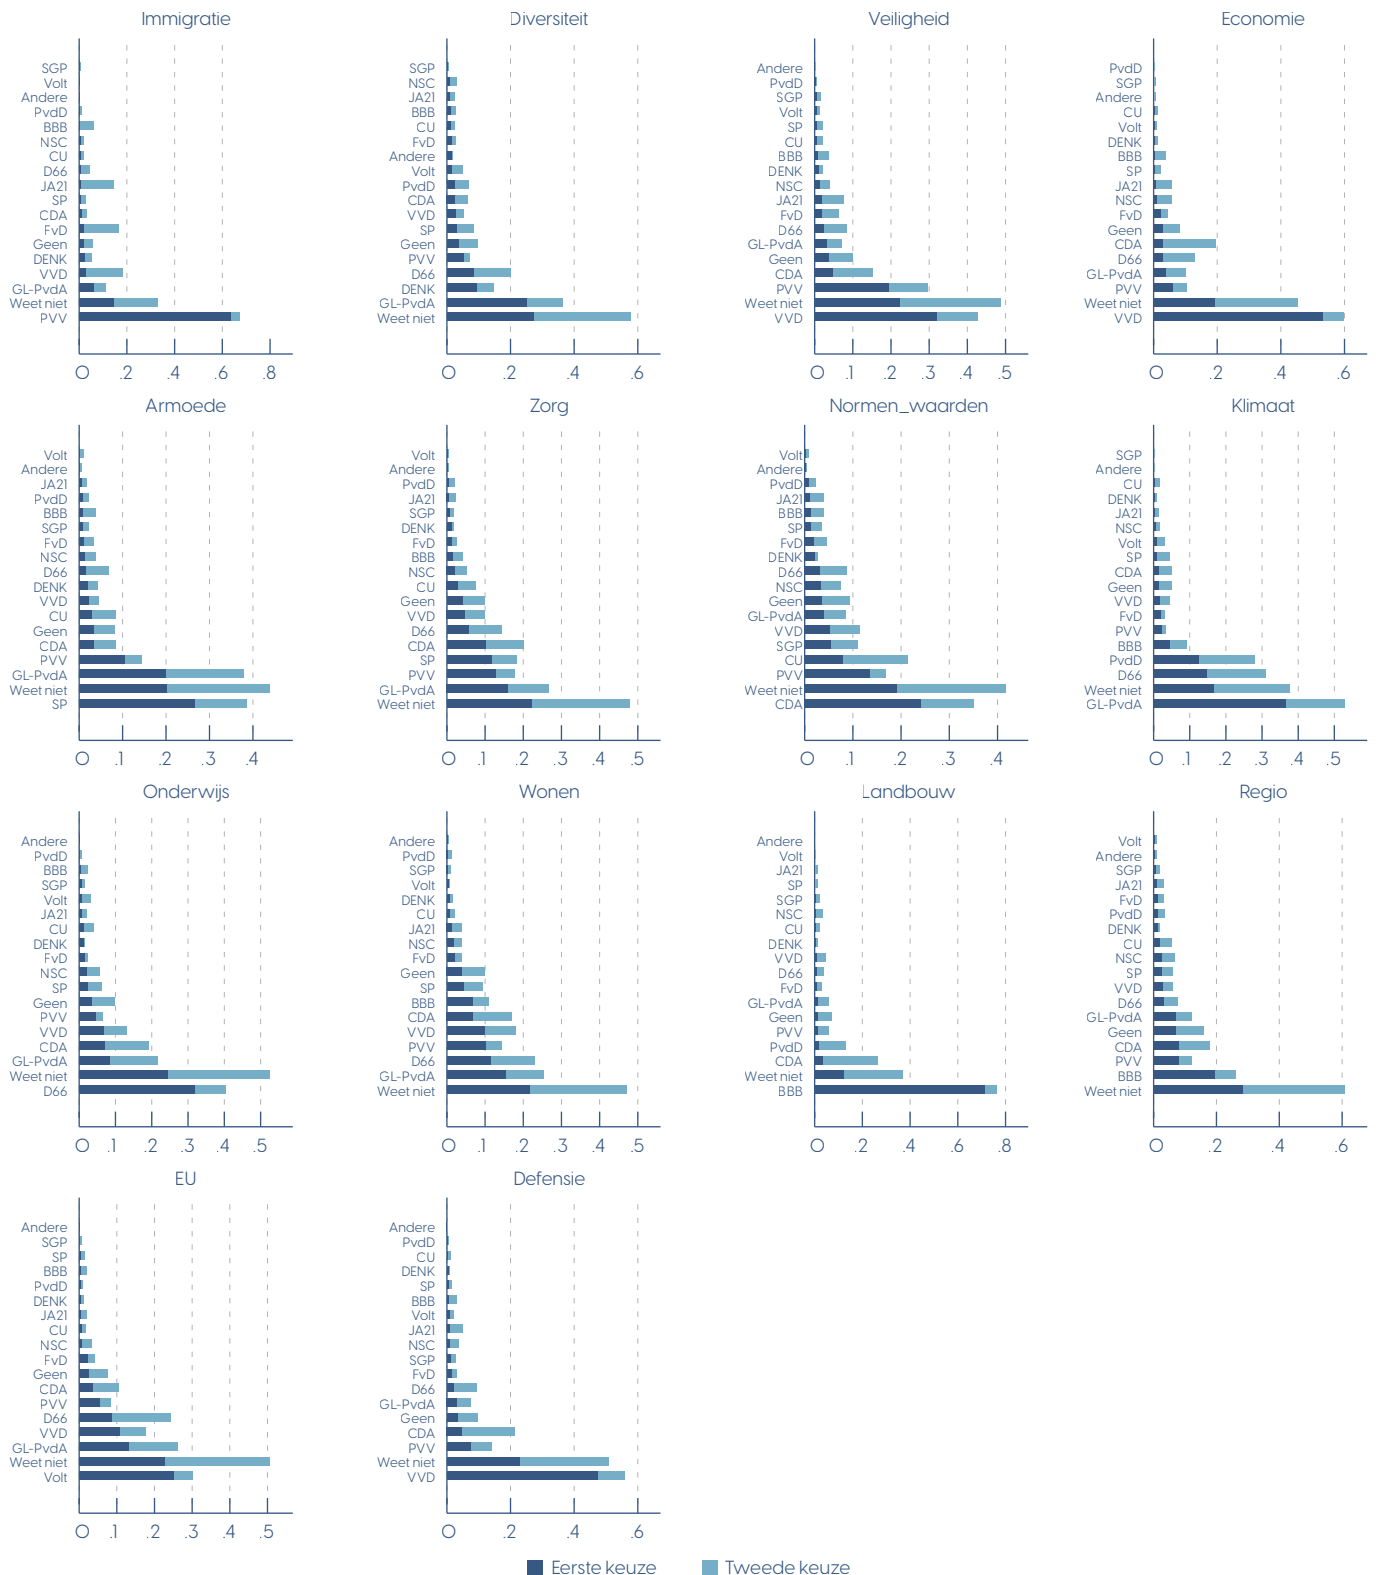 Immigratie
SGP
Volt
Andere
PvdD
BBB
NSC
CU
D66
JA21
SP
CDA
FvD
Geen
DENK
VVD
GL-PvdA
Weet niet
PVV
0 .2 .4 .6 .8
Diversiteit
SGP
NSC
JA21
BBB
CU
FvD
Andere
Volt
PvdD
CDA
VVD
SP
Geen
PVV
D66
DENK
GL-PvdA
Weet niet
0 .2 .4 .6
Veiligheid
Andere
PvdD
SGP
Volt
SP
CU
BBB
DENK
NSC
JA21
FvD
D66
GL-PvdA
Geen
CDA
PVV
Weet niet
VVD
0 .1 .2 .3 .4 .5
Economie
PvdD
SGP
Andere
CU
Volt
DENK
BBB
SP
JA21
NSC
FvD
Geen
CDA
D66
GL-PvdA
PVV
Weet niet
VVD
0 .2 .4 .6
Armoede
Volt
Andere
JA21
PvdD
BBB
SGP
FvD
NSC
D66
DENK
VVD
CU
Geen
CDA
PVV
GL-PvdA
Weet niet
SP
0 .1 .2 .3 .4
Zorg
Volt
Andere
PvdD
JA21
SGP
DENK
FvD
BBB
NSC
CU
Geen
VVD
D66
CDA
SP
PVV
GL-PvdA
Weet niet
0 .1 .2 .3 .4 .5
Normen_waarden
Volt
Andere
PvdD
JA21
BBB
SP
FvD
DENK
D66
NSC
Geen
GL-PvdA
VVD
SGP
CU
PVV
Weet niet
CDA
0 .1 .2 .3 .4
Klimaat
SGP
Andere
CU
DENK
JA21
NSC
Volt
SP
CDA
Geen
VVD
FvD
PVV
BBB
PvdD
D66
Weet niet
GL-PvdA
0 .1 .2 .3 .4 .5
Onderwijs
Andere
PvdD
BBB
SGP
Volt
JA21
CU
DENK
FvD
NSC
SP
Geen
PVV
VVD
CDA
GL-PvdA
Weet niet
D66
0 .1 .2 .3 .4 .5
Wonen
Andere
PvdD
SGP
Volt
DENK
CU
JA21
NSC
FvD
Geen
SP
BBB
CDA
VVD
PVV
D66
GL-PvdA
Weet niet
0 .1 .2 .3 .4 .5
Landbouw
Andere
Volt
JA21
SP
SGP
NSC
CU
DENK
VVD
D66
FvD
GL-PvdA
Geen
PVV
PvdD
CDA
Weet niet
BBB
0 .2 .4 .6 .8
Regio
Volt
Andere
SGP
JA21
FvD
PvdD
DENK
CU
NSC
SP
VVD
D66
GL-PvdA
Geen
CDA
PVV
BBB
Weet niet
0 .2 .4 .6
EU
Andere
SGP
SP
BBB
PvdD
DENK
JA21
CU
NSC
FvD
Geen
CDA
PVV
D66
VVD
GL-PvdA
Weet niet
Volt
0 .1 .2 .3 .4 .5
Defensie
Andere
PvdD
CU
DENK
SP
BBB
Volt
JA21
NSC
SGP
FvD
D66
GL-PvdA
Geen
CDA
PVV
Weet niet
VVD
0 .2 .4 .6
Eerste keuze Tweede keuze